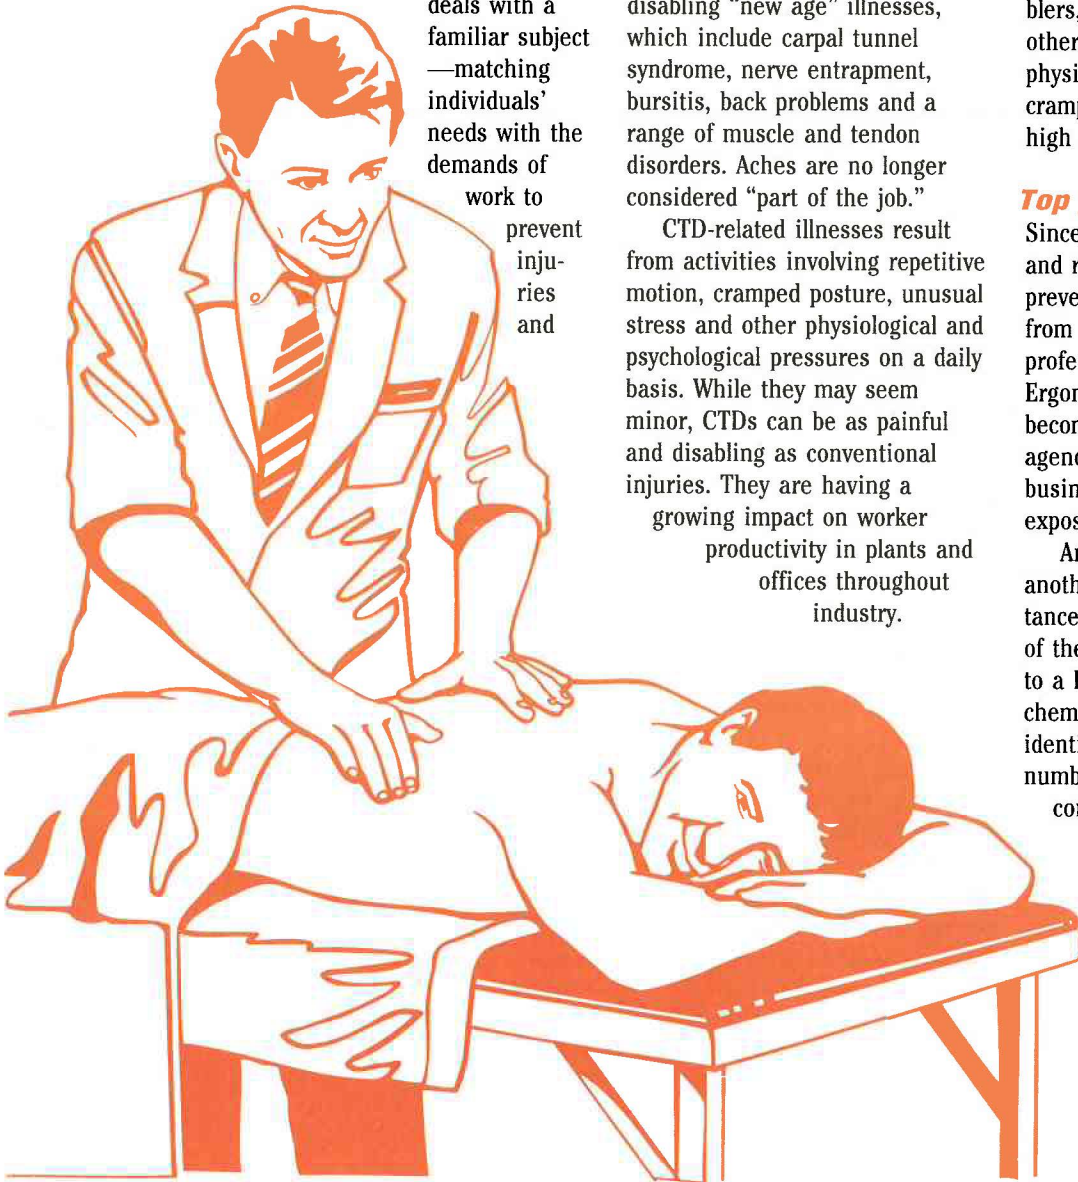 deals with a
familiar subject
—matching
individuals'
needs with the
demands of
work to
prevent
inju-
ries
and
disabling "new age" illnesses,
which include carpal tunnel
syndrome, nerve entrapment,
bursitis, back problems and a
range of muscle and tendon
disorders. Aches are no longer
considered "part of the job."
CTD-related illnesses result
from activities involving repetitive
motion, cramped posture, unusual
stress and other physiological and
psychological pressures on a daily
basis. While they may seem
minor, CTDs can be as painful
and disabling as conventional
injuries. They are having a
growing impact on worker
productivity in plants and
offices throughout
industry.
blers,
other
physi
cramp
high
Top
Since
and r
preve
from
profe
Ergon
becom
agenc
busin
expos
An
anoth
tance
of the
to a l
chem
identi
numb